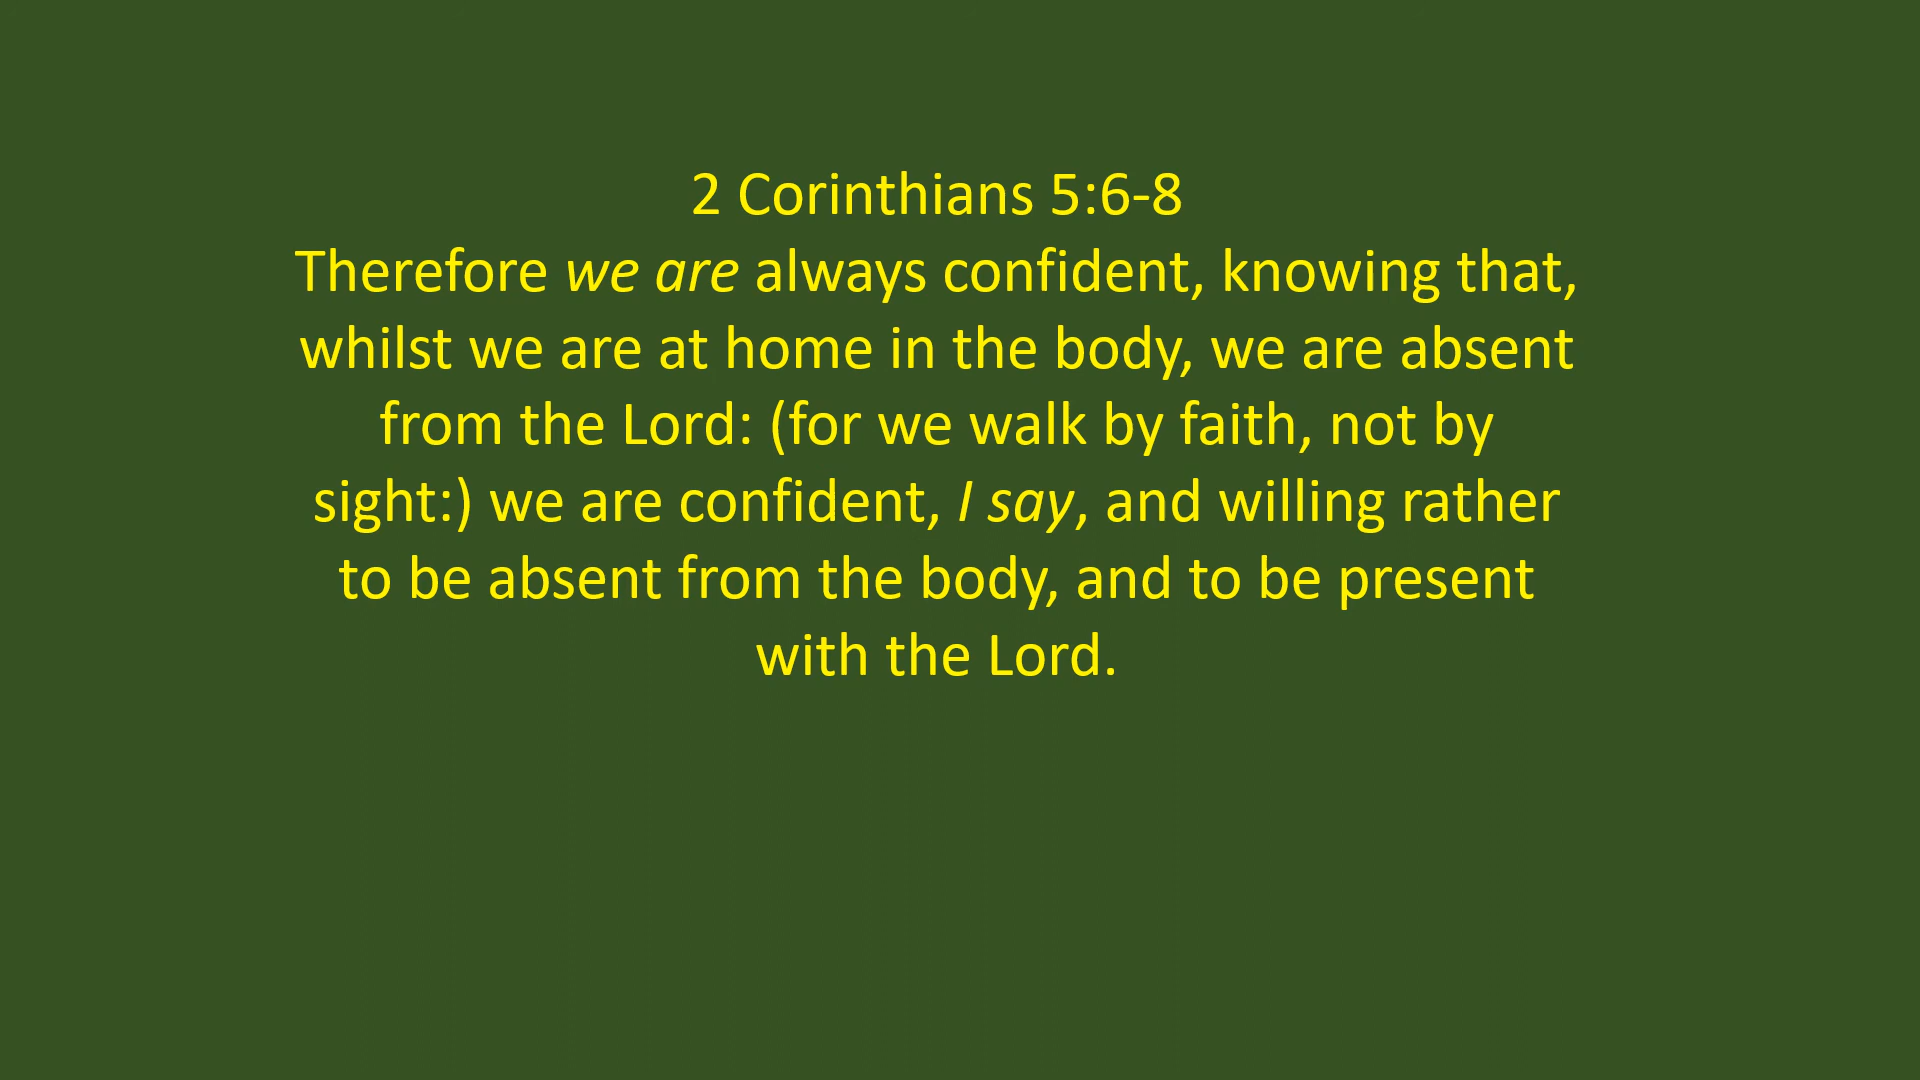 2 Corinthians 5:6-8
Therefore we are always confident, knowing that,
whilst we are at home in the body, we are absent
from the Lord: (for we walk by faith, not by
sight:) we are confident, I say, and willing rather
to be absent from the body, and to be present
with the Lord.